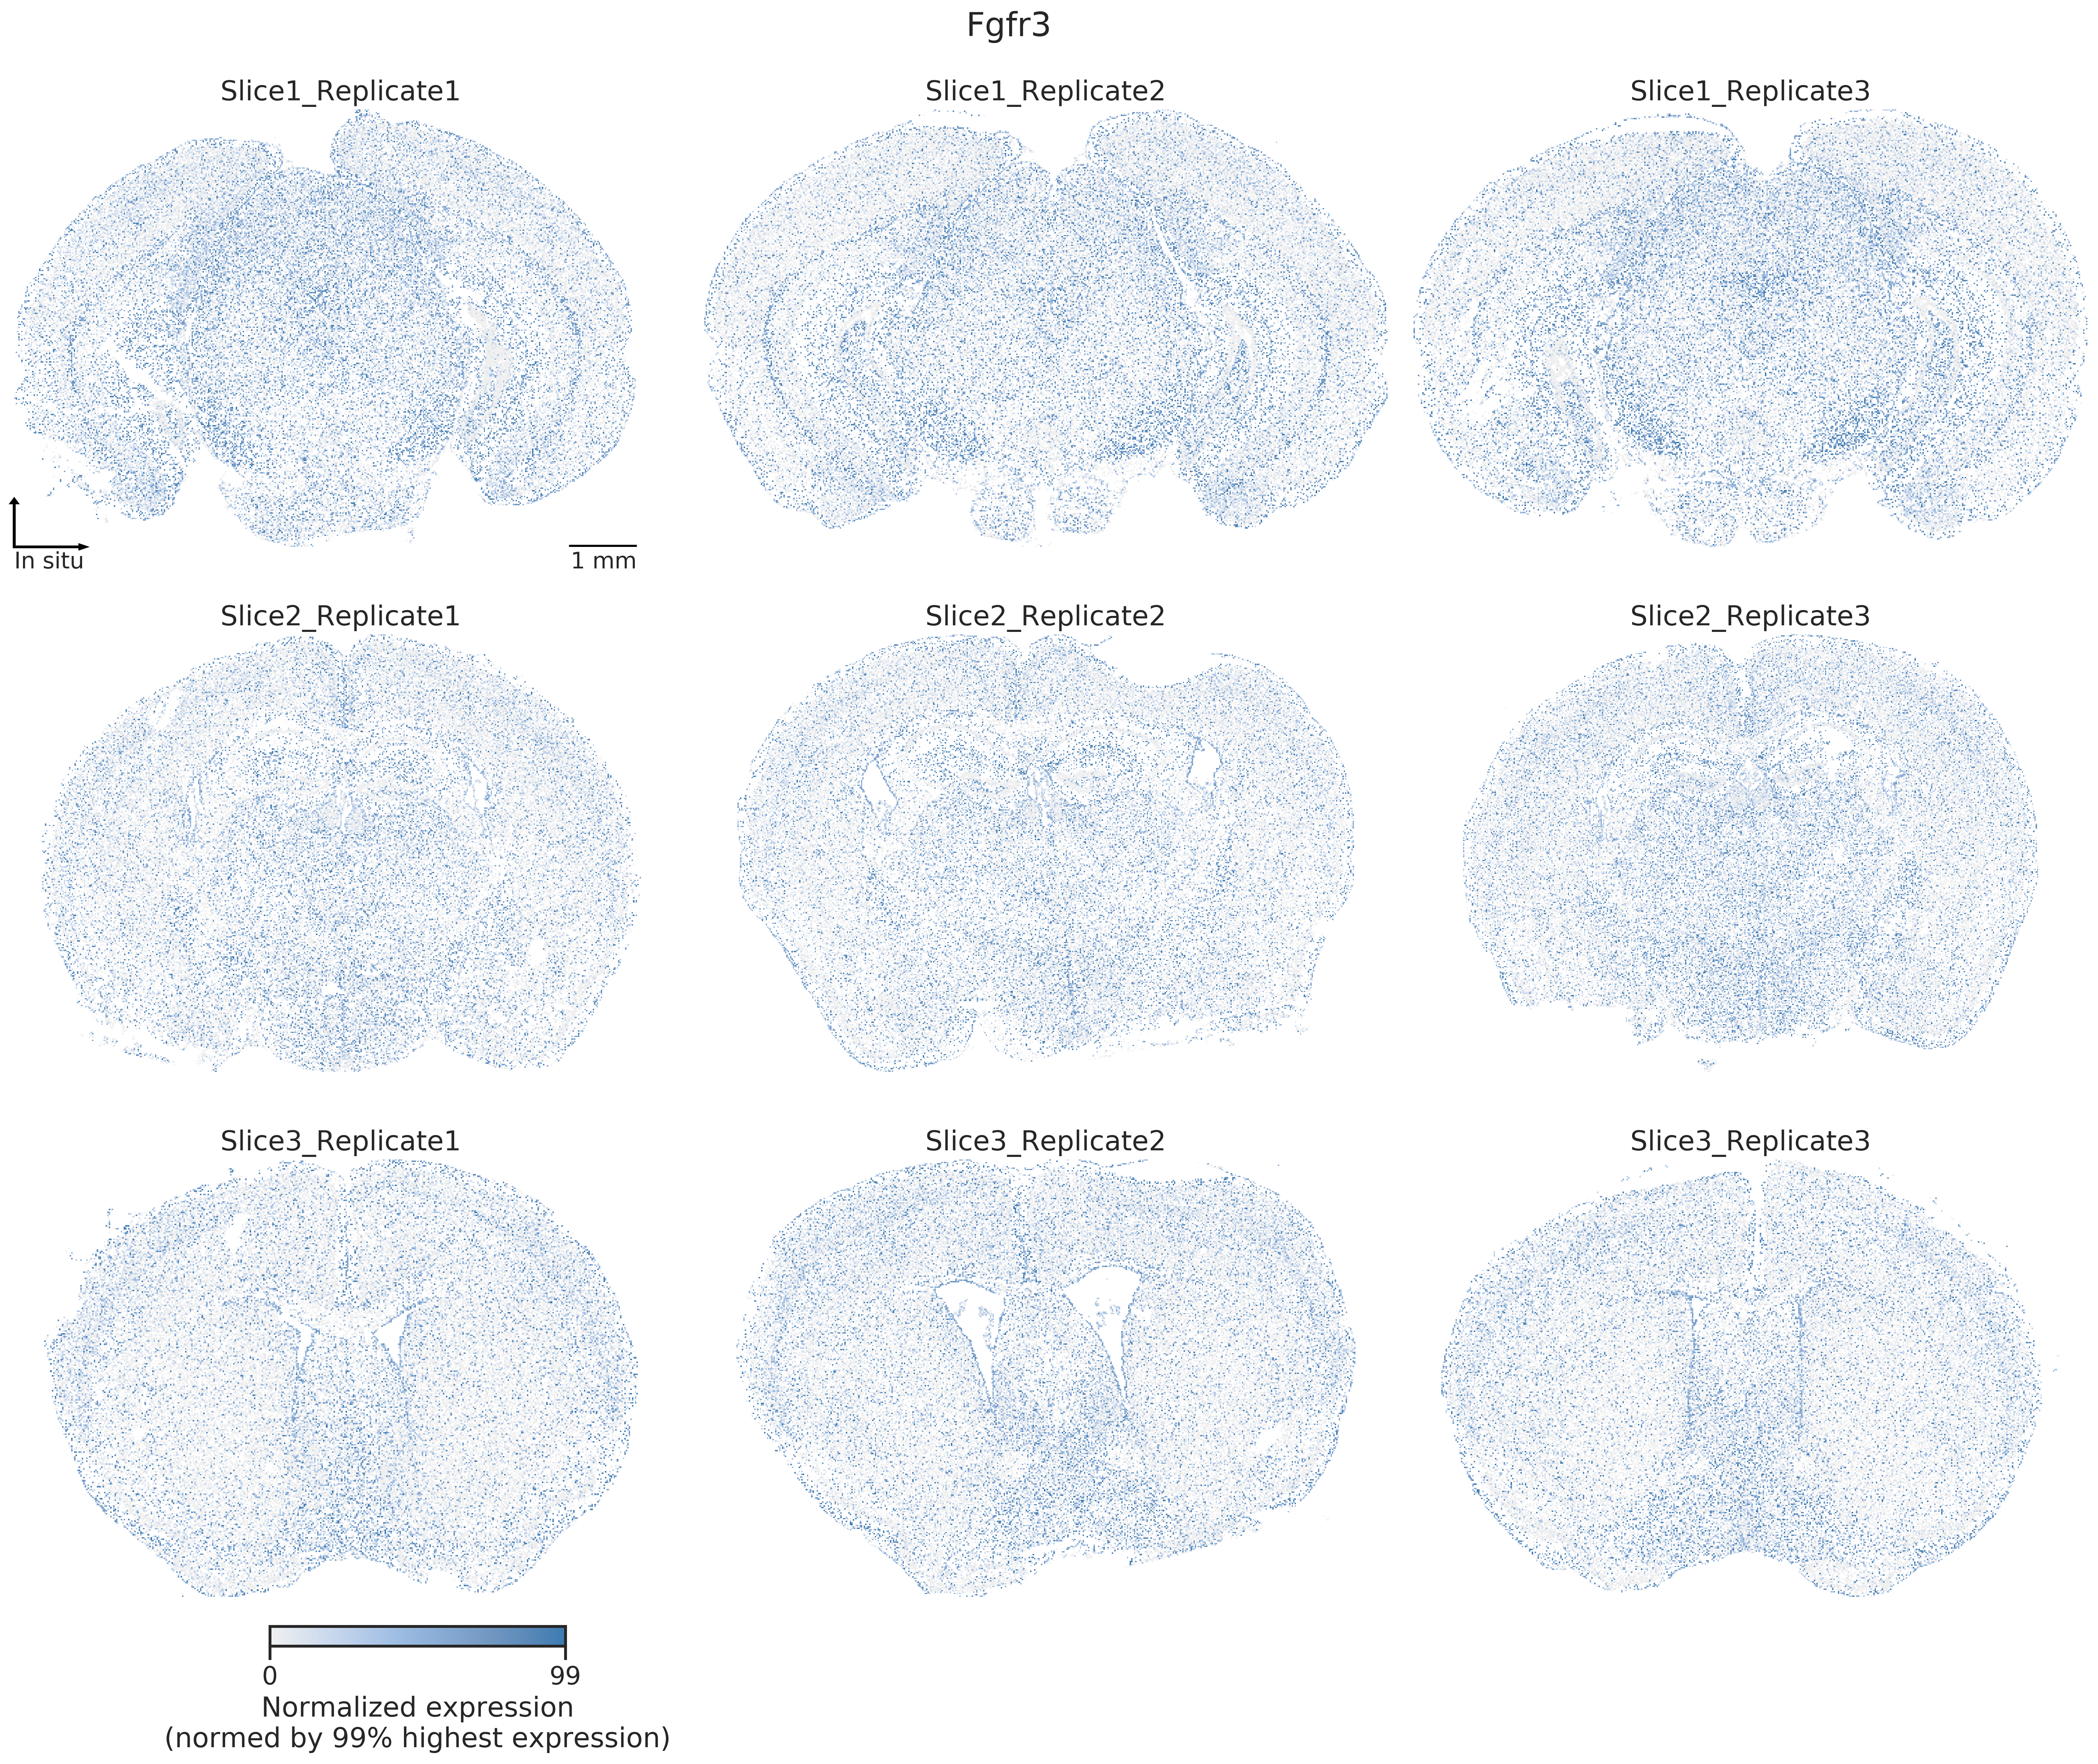 Fgfr3
Slice1_Replicate1
Slice1_Replicate2
Slice1_Replicate3
In situ
1 mm
Slice2_Replicate1
Slice2_Replicate2
Slice2_Replicate3
Slice3_Replicate1
Slice3_Replicate2
Slice3_Replicate3
0
99
Normalized expression
(normed by 99% highest expression)